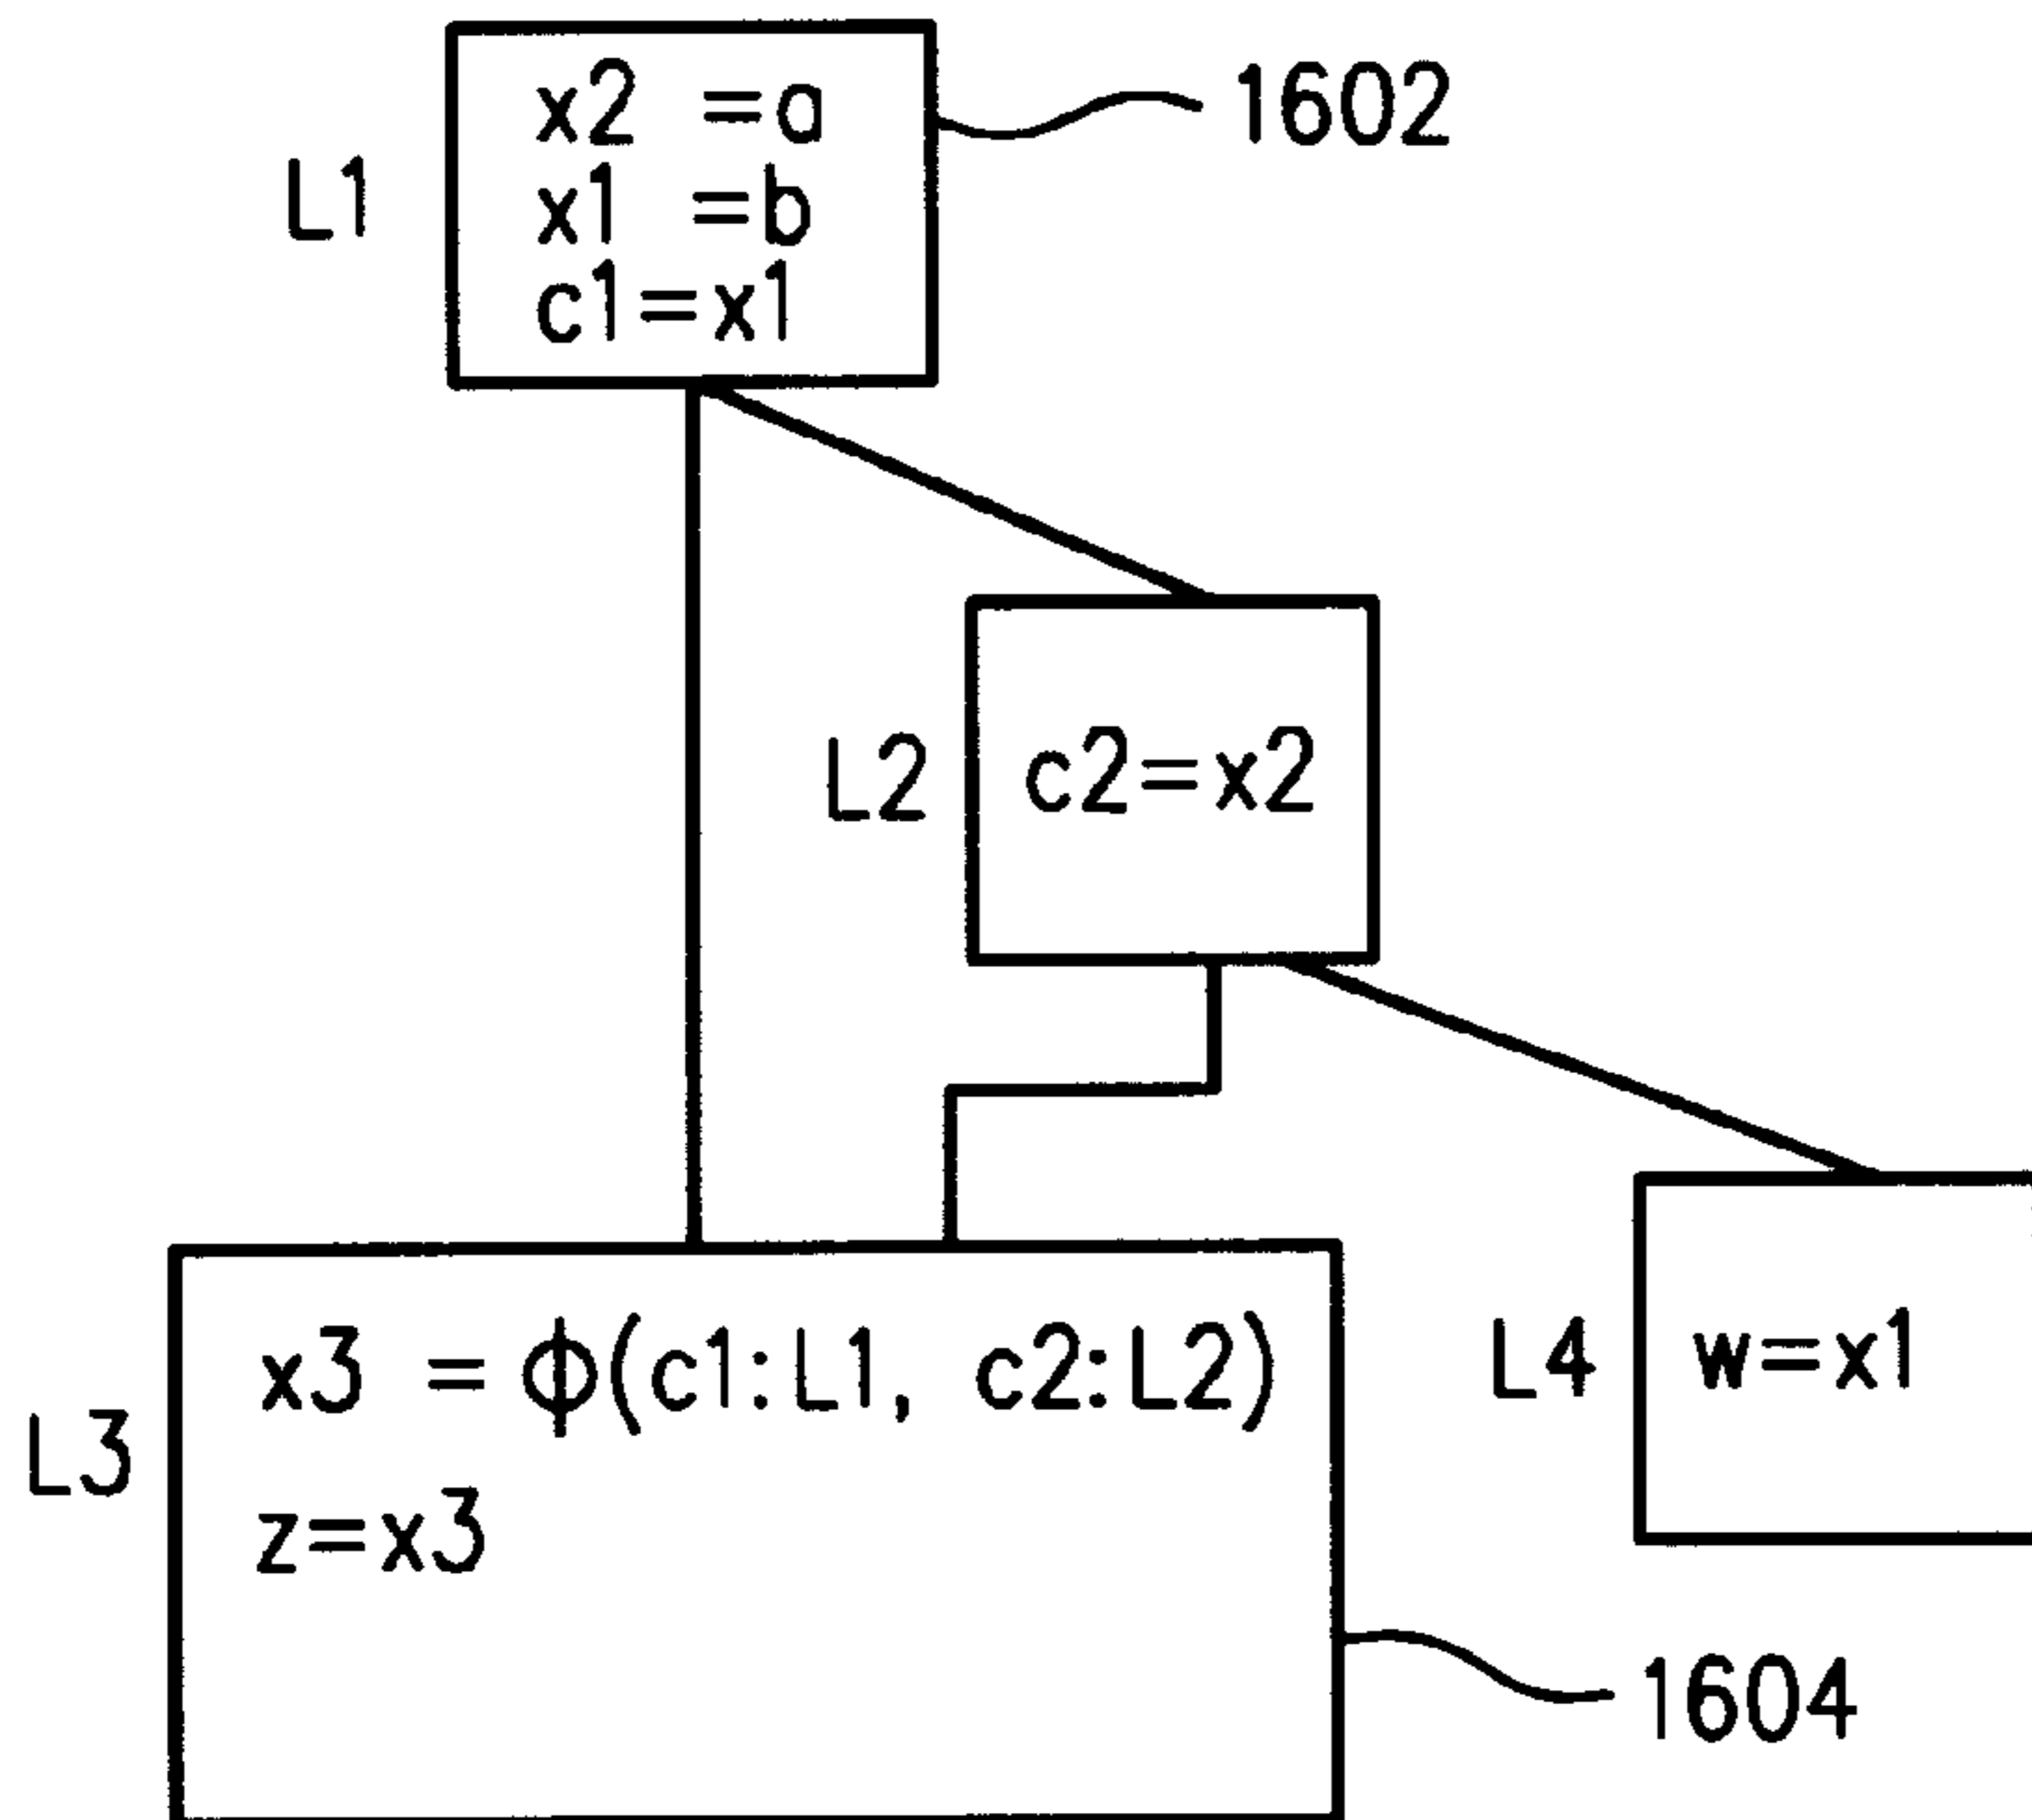 x2 =a
1602
L1
x1 =b
c1=x1
L2
c2=x2
x3 = ϕ(c1:L1, c2:L2)
L3
z=x3
L4
w=x1
1604